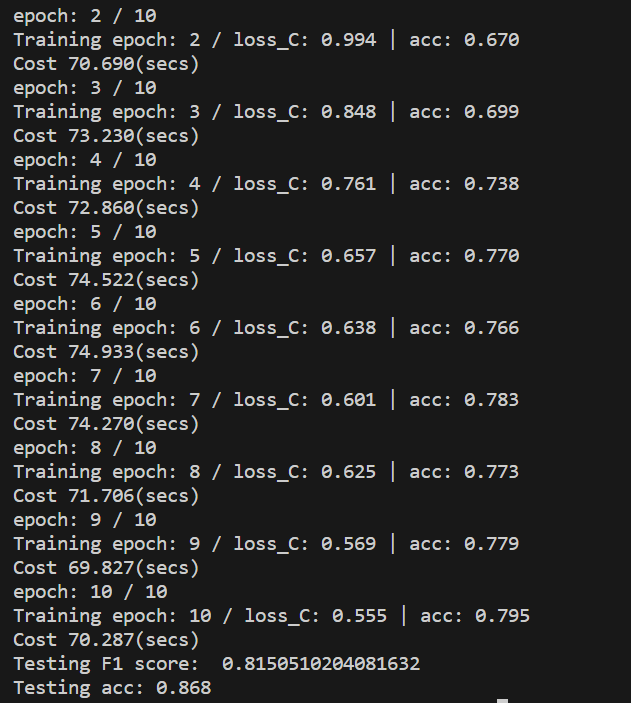 epoch: 2 / 10
Training epoch: 2 / loss_C: 0.994 | acc: 0.670
Cost 70.690(secs)
epoch: 3 / 10
Training epoch: 3 / loss_C: 0.848 | acc: 0.699
Cost 73.230(secs)
epoch: 4 / 10
Training epoch: 4 / loss_C: 0.761 | acc: 0.738
Cost 72.860(secs)
epoch: 5 / 10
Training epoch: 5 / loss_C: 0.657 | acc: 0.770
Cost 74.522(secs)
epoch: 6 / 10
Training epoch: 6 / loss_C: 0.638 | acc: 0.766
Cost 74.933(secs)
epoch: 7 / 10
Training epoch: 7 / loss_C: 0.601 | acc: 0.783
Cost 74.270(secs)
epoch: 8 / 10
Training epoch: 8 / loss_C: 0.625 | acc: 0.773
Cost 71.706(secs)
epoch: 9 / 10
Training epoch: 9 / loss_C: 0.569 | acc: 0.779
Cost 69.827(secs)
epoch: 10 / 10
Training epoch: 10 / loss_C: 0.555 | acc: 0.795
Cost 70.287(secs)
Testing F1 score:  0.8150510204081632
Testing acc: 0.868